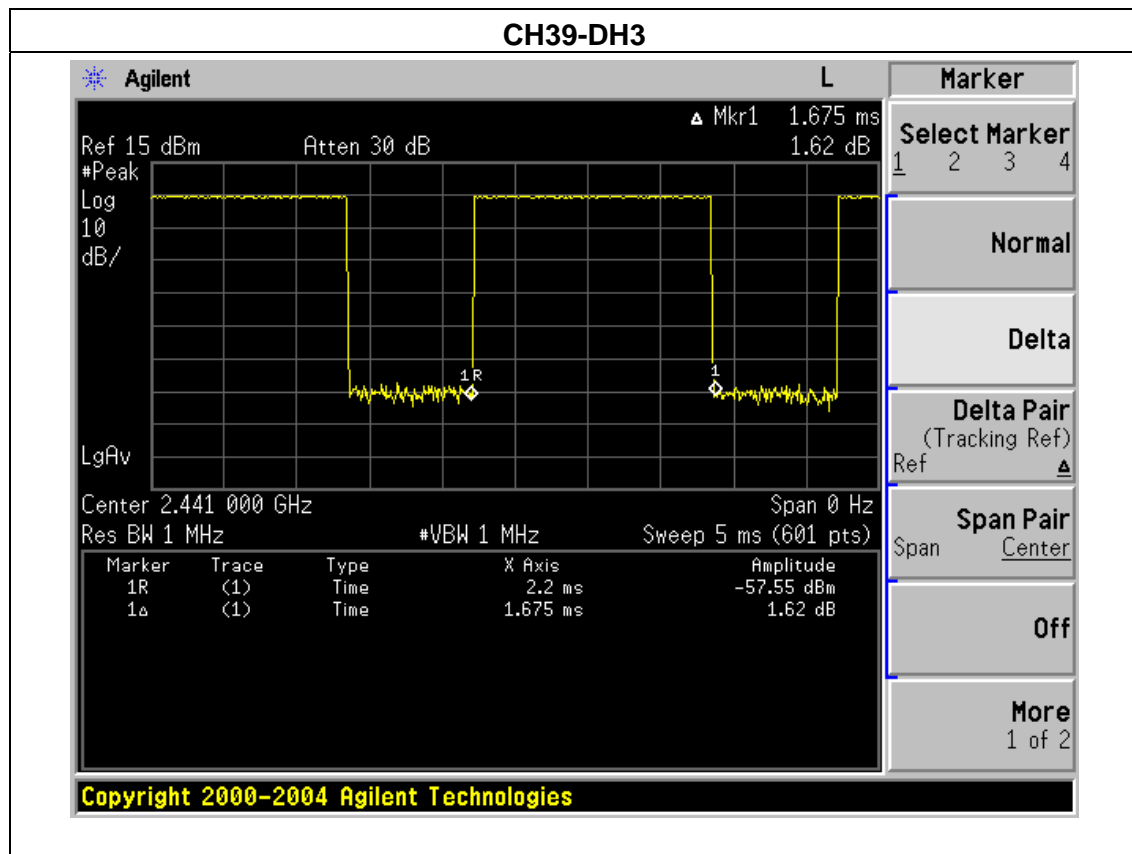 CH39-DH3
Agilent L Marker
Δ Mkr1 1.675 ms
Ref 15 dBm Atten 30 dB 1.62 dB
#Peak
Log
10
dB/
1R 1
LgAv
Center 2.441 000 GHz Span 0 Hz
Res BW 1 MHz #VBW 1 MHz Sweep 5 ms (601 pts)
Marker Trace Type X Axis Amplitude
1R (1) Time 2.2 ms -57.55 dBm
1Δ (1) Time 1.675 ms 1.62 dB
Select Marker
1 2 3 4
Normal
Delta
Delta Pair
(Tracking Ref)
Ref Δ
Span Pair
Span Center
Off
More
1 of 2
Copyright 2000-2004 Agilent Technologies